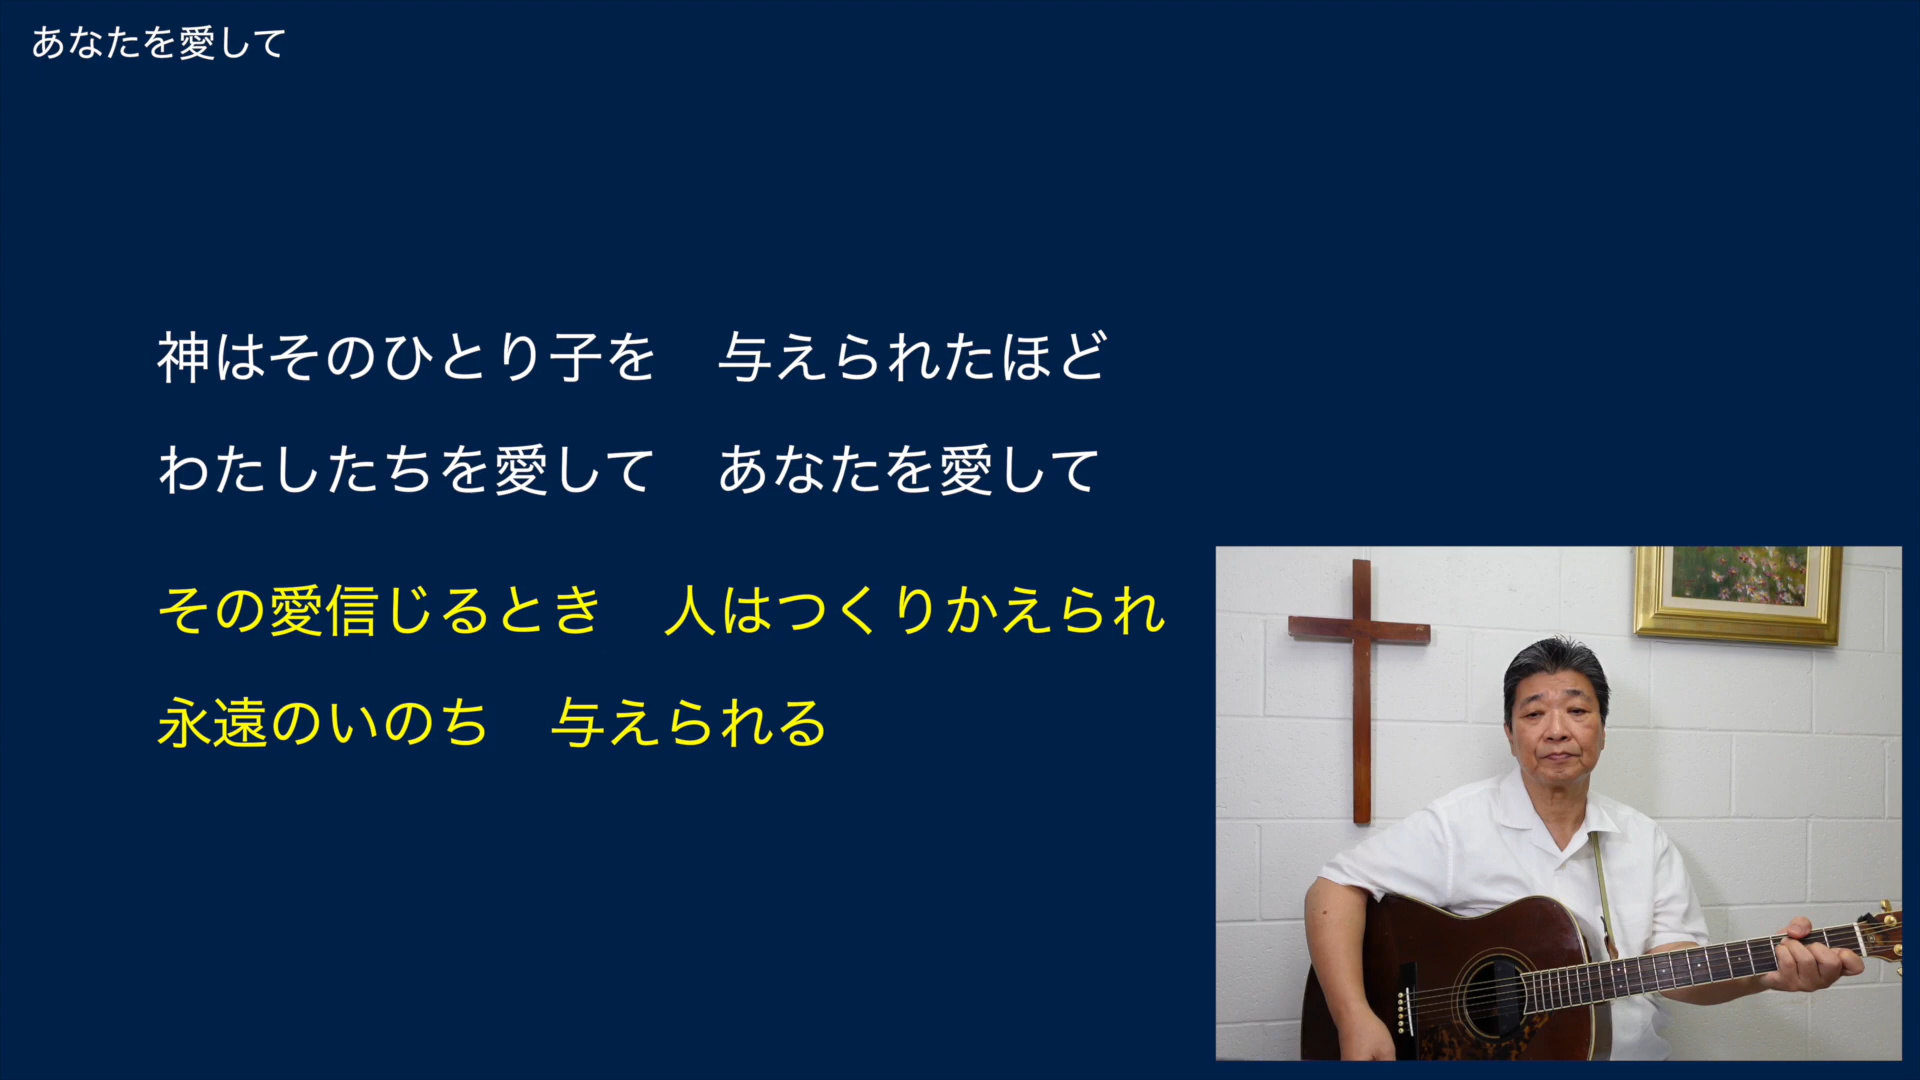 あなたを愛して
神はそのひとり子を　与えられたほど
わたしたちを愛して　あなたを愛して
その愛信じるとき　人はつくりかえられ
永遠のいのち　与えられる